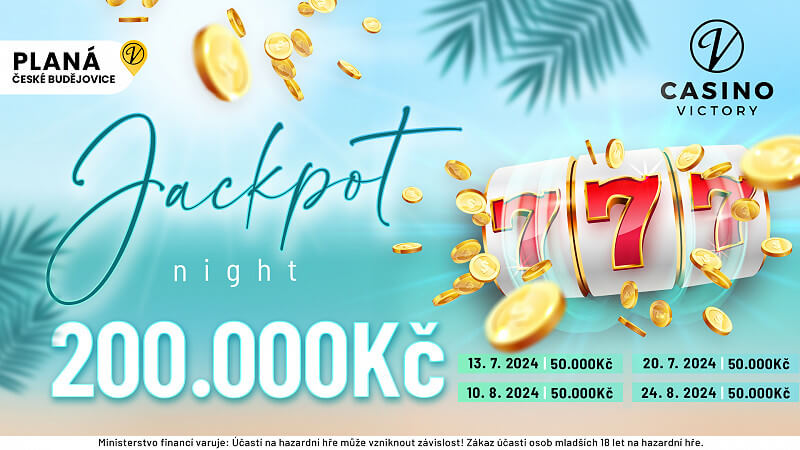 PLANÁ
ČESKÉ BUDĚJOVICE
V
V
CASINO
VICTORY
Jackpot
night
777
200.000Kč
13. 7. 2024 | 50.000Kč
20. 7. 2024 | 50.000Kč
10. 8. 2024 | 50.000Kč
24. 8. 2024 | 50.000Kč
Ministerstvo financí varuje: Účastí na hazardní hře může vzniknout závislost! Zákaz účasti osob mladších 18 let na hazardní hře.